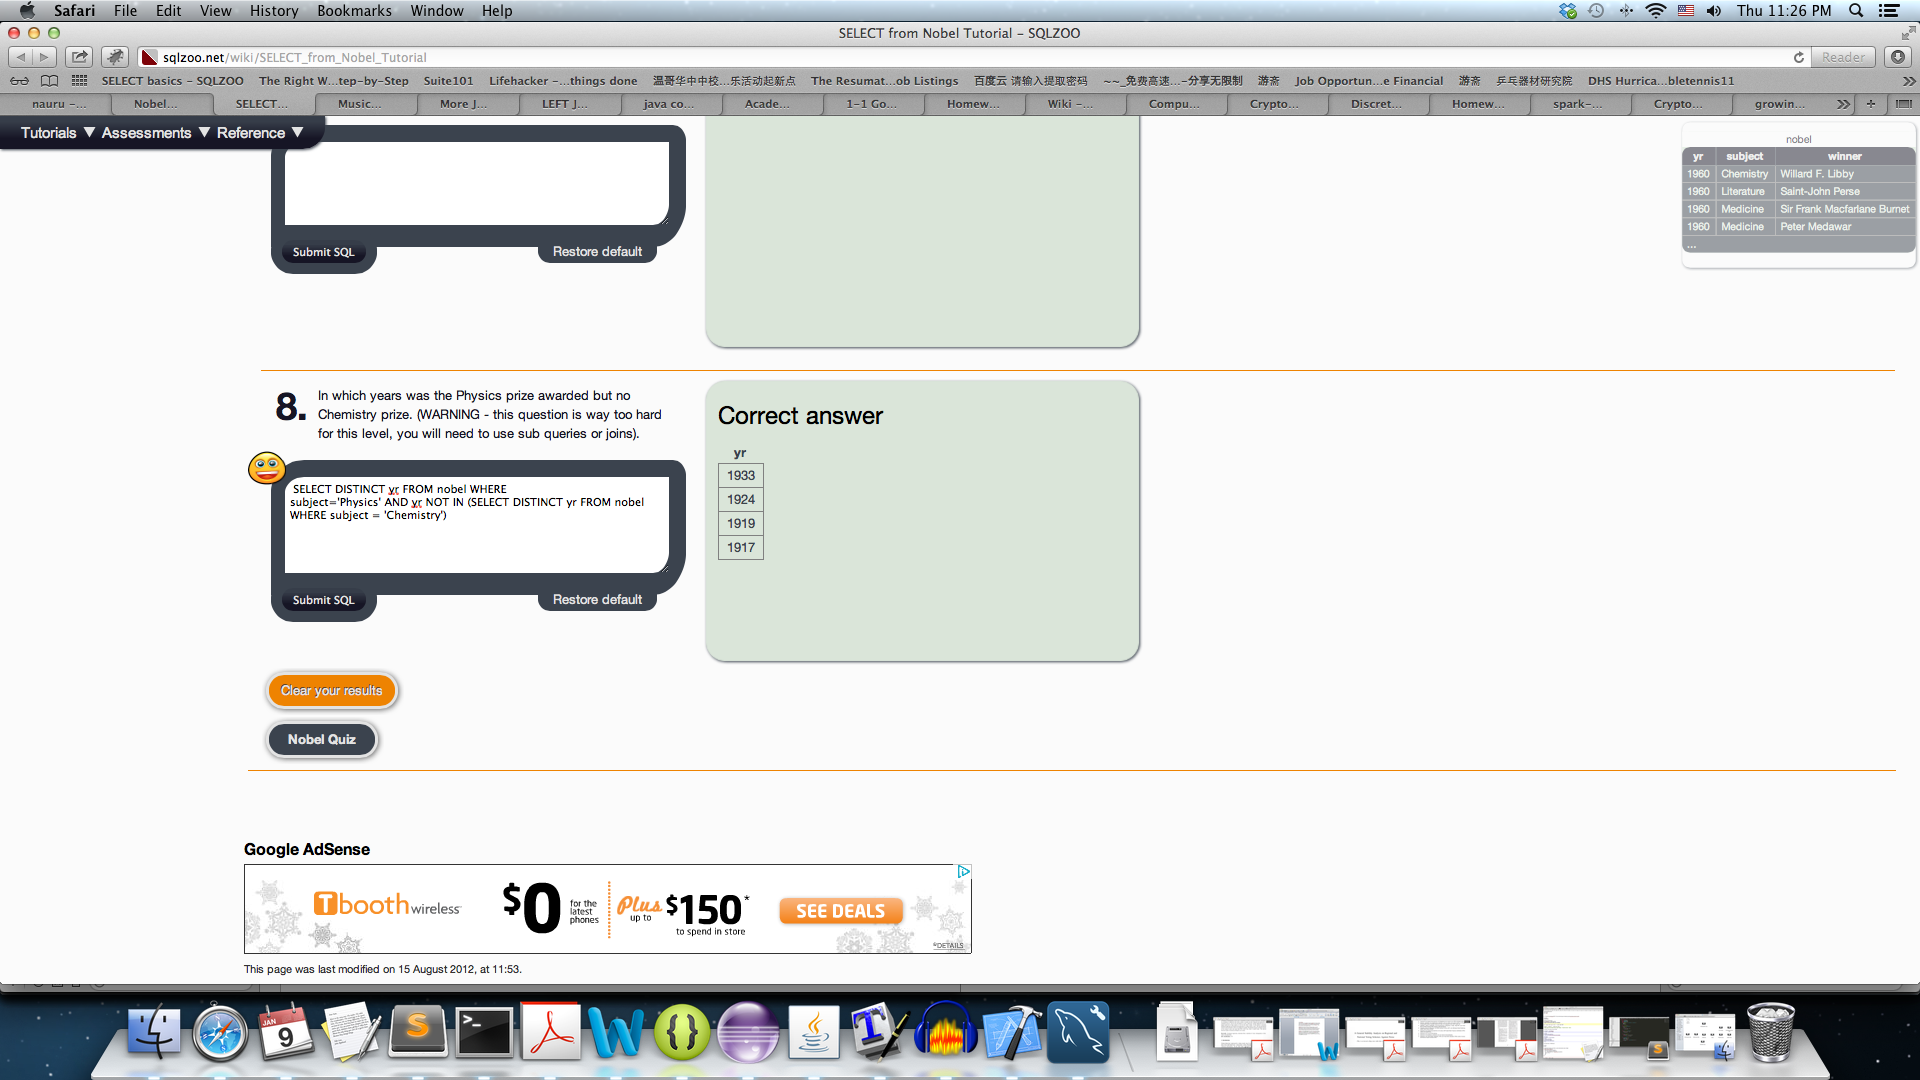 Safari File Edit View History Bookmarks Window Help Thu 11:26 PM
SELECT from Nobel Tutorial – SQLZOO
sqlzoo.net/wiki/SELECT_from_Nobel_Tutorial Reader
SELECT basics – SQLZOO The Right W...tep-by-Step Suite101 Lifehacker -...things done 温哥华中中校...乐活动起新点 The Resumat...ob Listings 百度云 请输入提取密码 ~~_免费高速...-分享无限制 游斋 Job Opportun...e Financial 游斋 乒乓器材研究院 DHS Hurrica...bletennis11
nauru –... Nobel... SELECT... Music... More J... LEFT J... java co... Acade... 1-1 Go... Homew... Wiki –... Compu... Crypto... Discret... Homew... spark-... Crypto... growin...
Tutorials ▼ Assessments ▼ Reference ▼
nobel
yr subject winner
1960 Chemistry Willard F. Libby
1960 Literature Saint-John Perse
1960 Medicine Sir Frank Macfarlane Burnet
1960 Medicine Peter Medawar
...
Submit SQL Restore default
8. In which years was the Physics prize awarded but no
Chemistry prize. (WARNING - this question is way too hard
for this level, you will need to use sub queries or joins).
SELECT DISTINCT yr FROM nobel WHERE
subject='Physics' AND yr NOT IN (SELECT DISTINCT yr FROM nobel
WHERE subject = 'Chemistry')
Submit SQL Restore default
Correct answer
yr
1933
1924
1919
1917
Clear your results
Nobel Quiz
Google AdSense
Tbooth wireless
$0 for the latest phones
Plus up to $150* to spend in store
SEE DEALS
*DETAILS
This page was last modified on 15 August 2012, at 11:53.
JAN
9